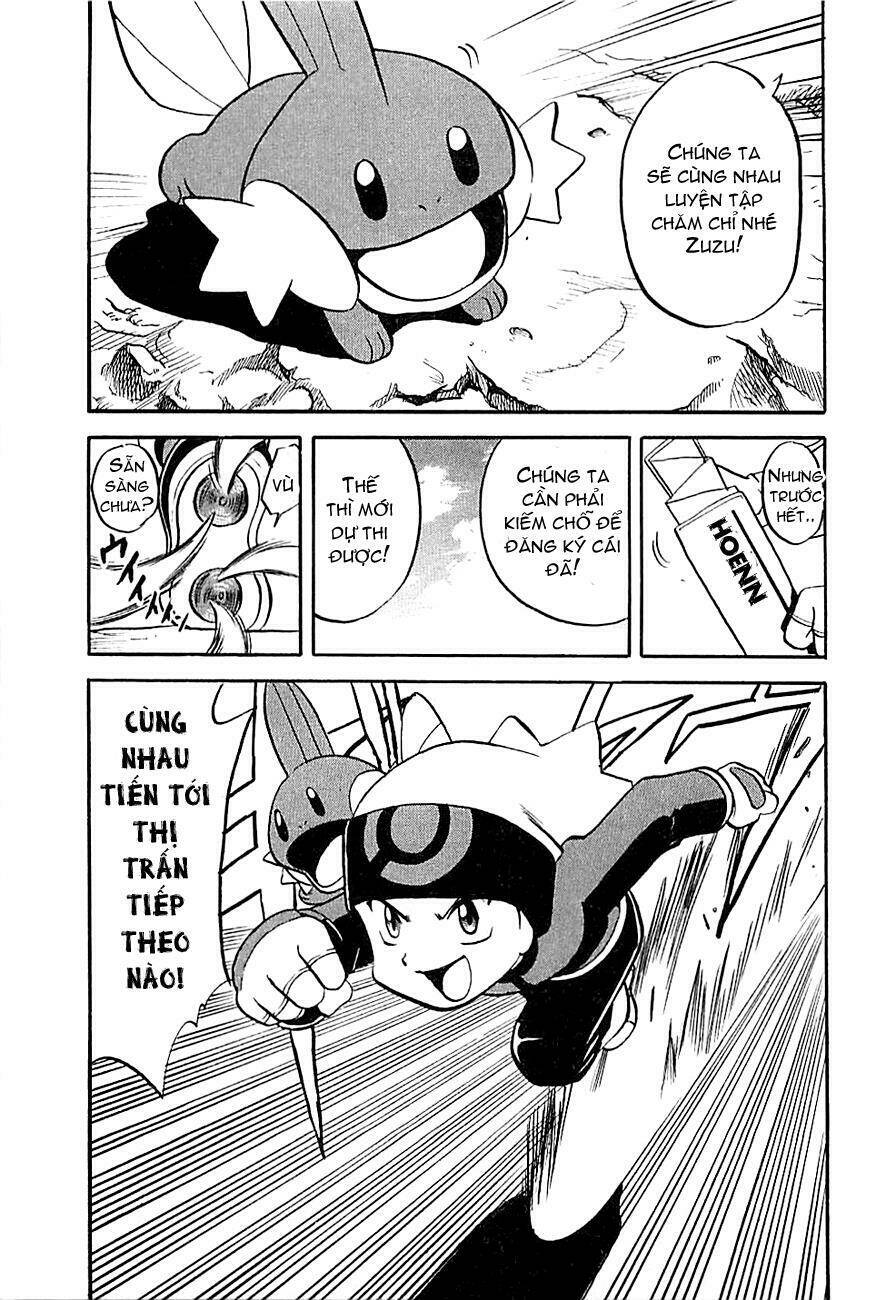 CHÚNG TA
SẼ CÙNG NHAU
LUYỆN TẬP
CHĂM CHỈ NHÉ
ZUZU!
NHƯNG
TRƯỚC
HẾT..
HOENN
CHÚNG TA
CẦN PHẢI
KIẾM CHỖ ĐỂ
ĐĂNG KÝ CÁI
ĐÃ!
THẾ
THÌ MỚI
DỰ THI
ĐƯỢC!
VÙ
SẴN
SÀNG
CHƯA?
CÙNG
NHAU
TIẾN TỚI
THỊ
TRẤN
TIẾP
THEO
NÀO!